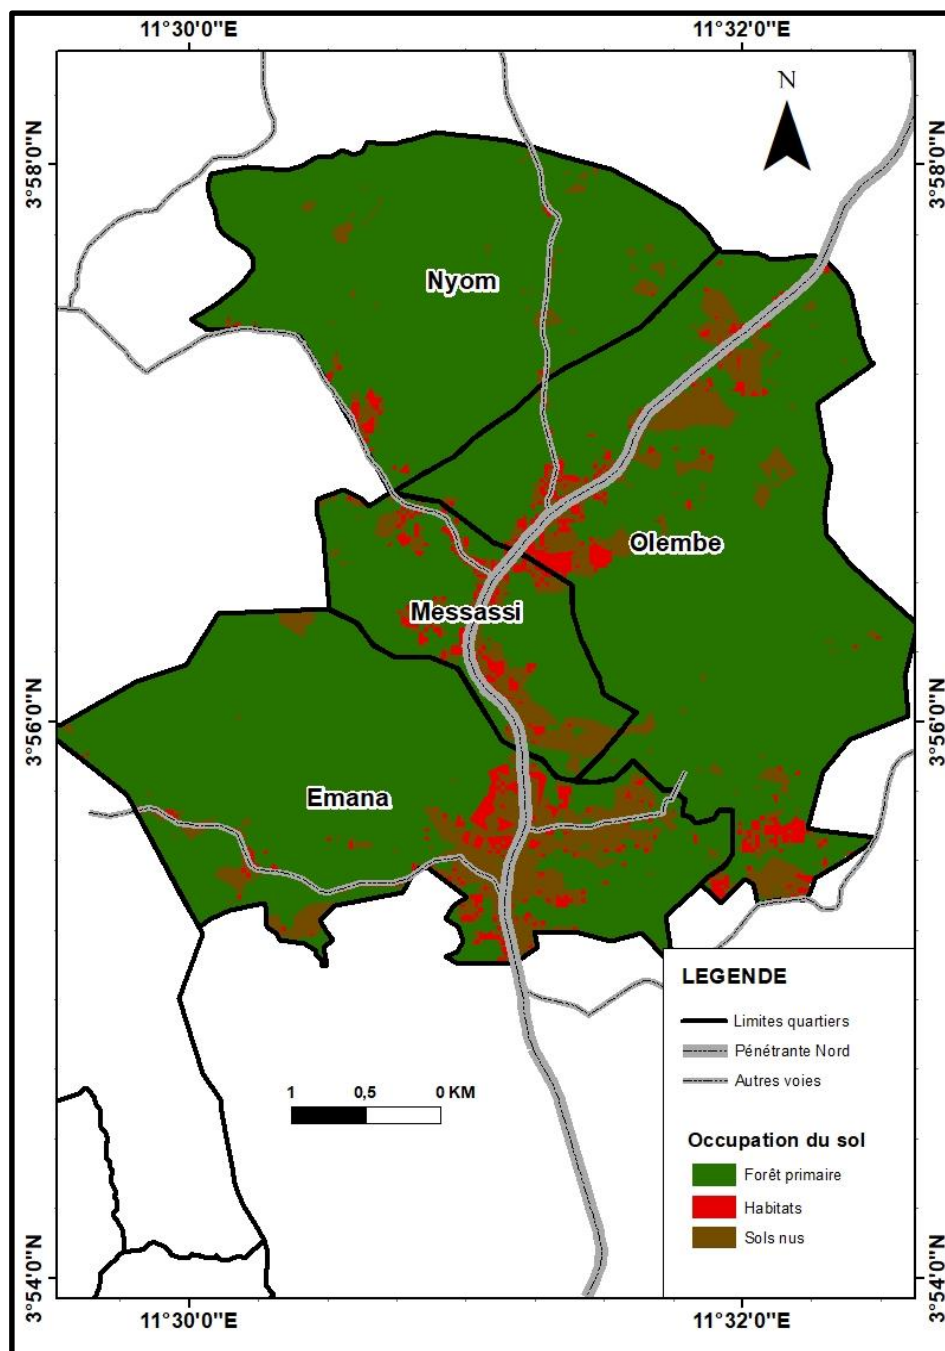 11°30'0"E
11°32'0"E
N
3°58'0"N
3°58'0"N
Nyom
Olembe
Messassi
3°56'0"N
3°56'0"N
Emana
LEGENDE
Limites quartiers
Pénétrante Nord
Autres voies
1 0,5 0 KM
Occupation du sol
Forêt primaire
Habitats
Sols nus
3°54'0"N
3°54'0"N
11°30'0"E
11°32'0"E